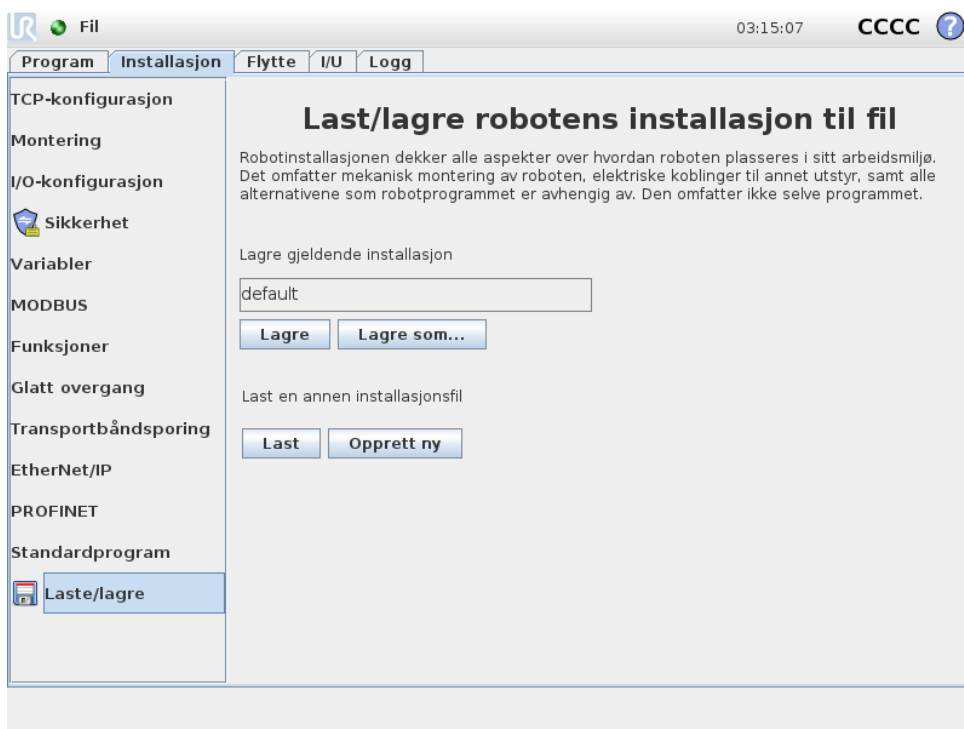 UR Fil 03:15:07 CCCC ?
Program Installasjon Flytte I/U Logg
TCP-konfigurasjon
Montering
I/O-konfigurasjon
Sikkerhet
Variabler
MODBUS
Funksjoner
Glatt overgang
Transportbåndsporing
EtherNet/IP
PROFINET
Standardprogram
Laste/lagre
Last/lagre robotens installasjon til fil
Robotinstallasjonen dekker alle aspekter over hvordan roboten plasseres i sitt arbeidsmiljø.
Det omfatter mekanisk montering av roboten, elektriske koblinger til annet utstyr, samt alle
alternativene som robotprogrammet er avhengig av. Den omfatter ikke selve programmet.
Lagre gjeldende installasjon
default
Lagre Lagre som...
Last en annen installasjonsfil
Last Opprett ny